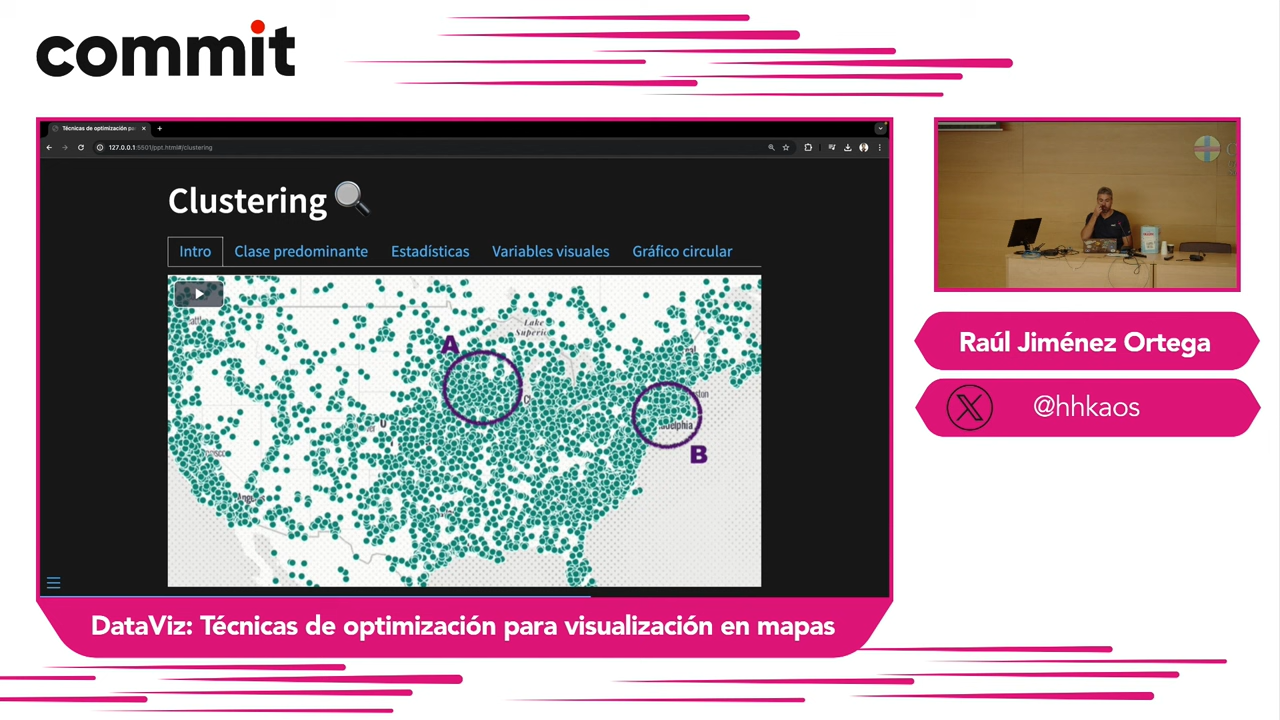 commit
Técnicas de optimización pa
127.0.0.1:5501/ppt.html#/clustering
Clustering
Intro
Clase predominante
Estadísticas
Variables visuales
Gráfico circular
Lake
Superior
A
B
Raúl Jiménez Ortega
@hhkaos
DataViz: Técnicas de optimización para visualización en mapas